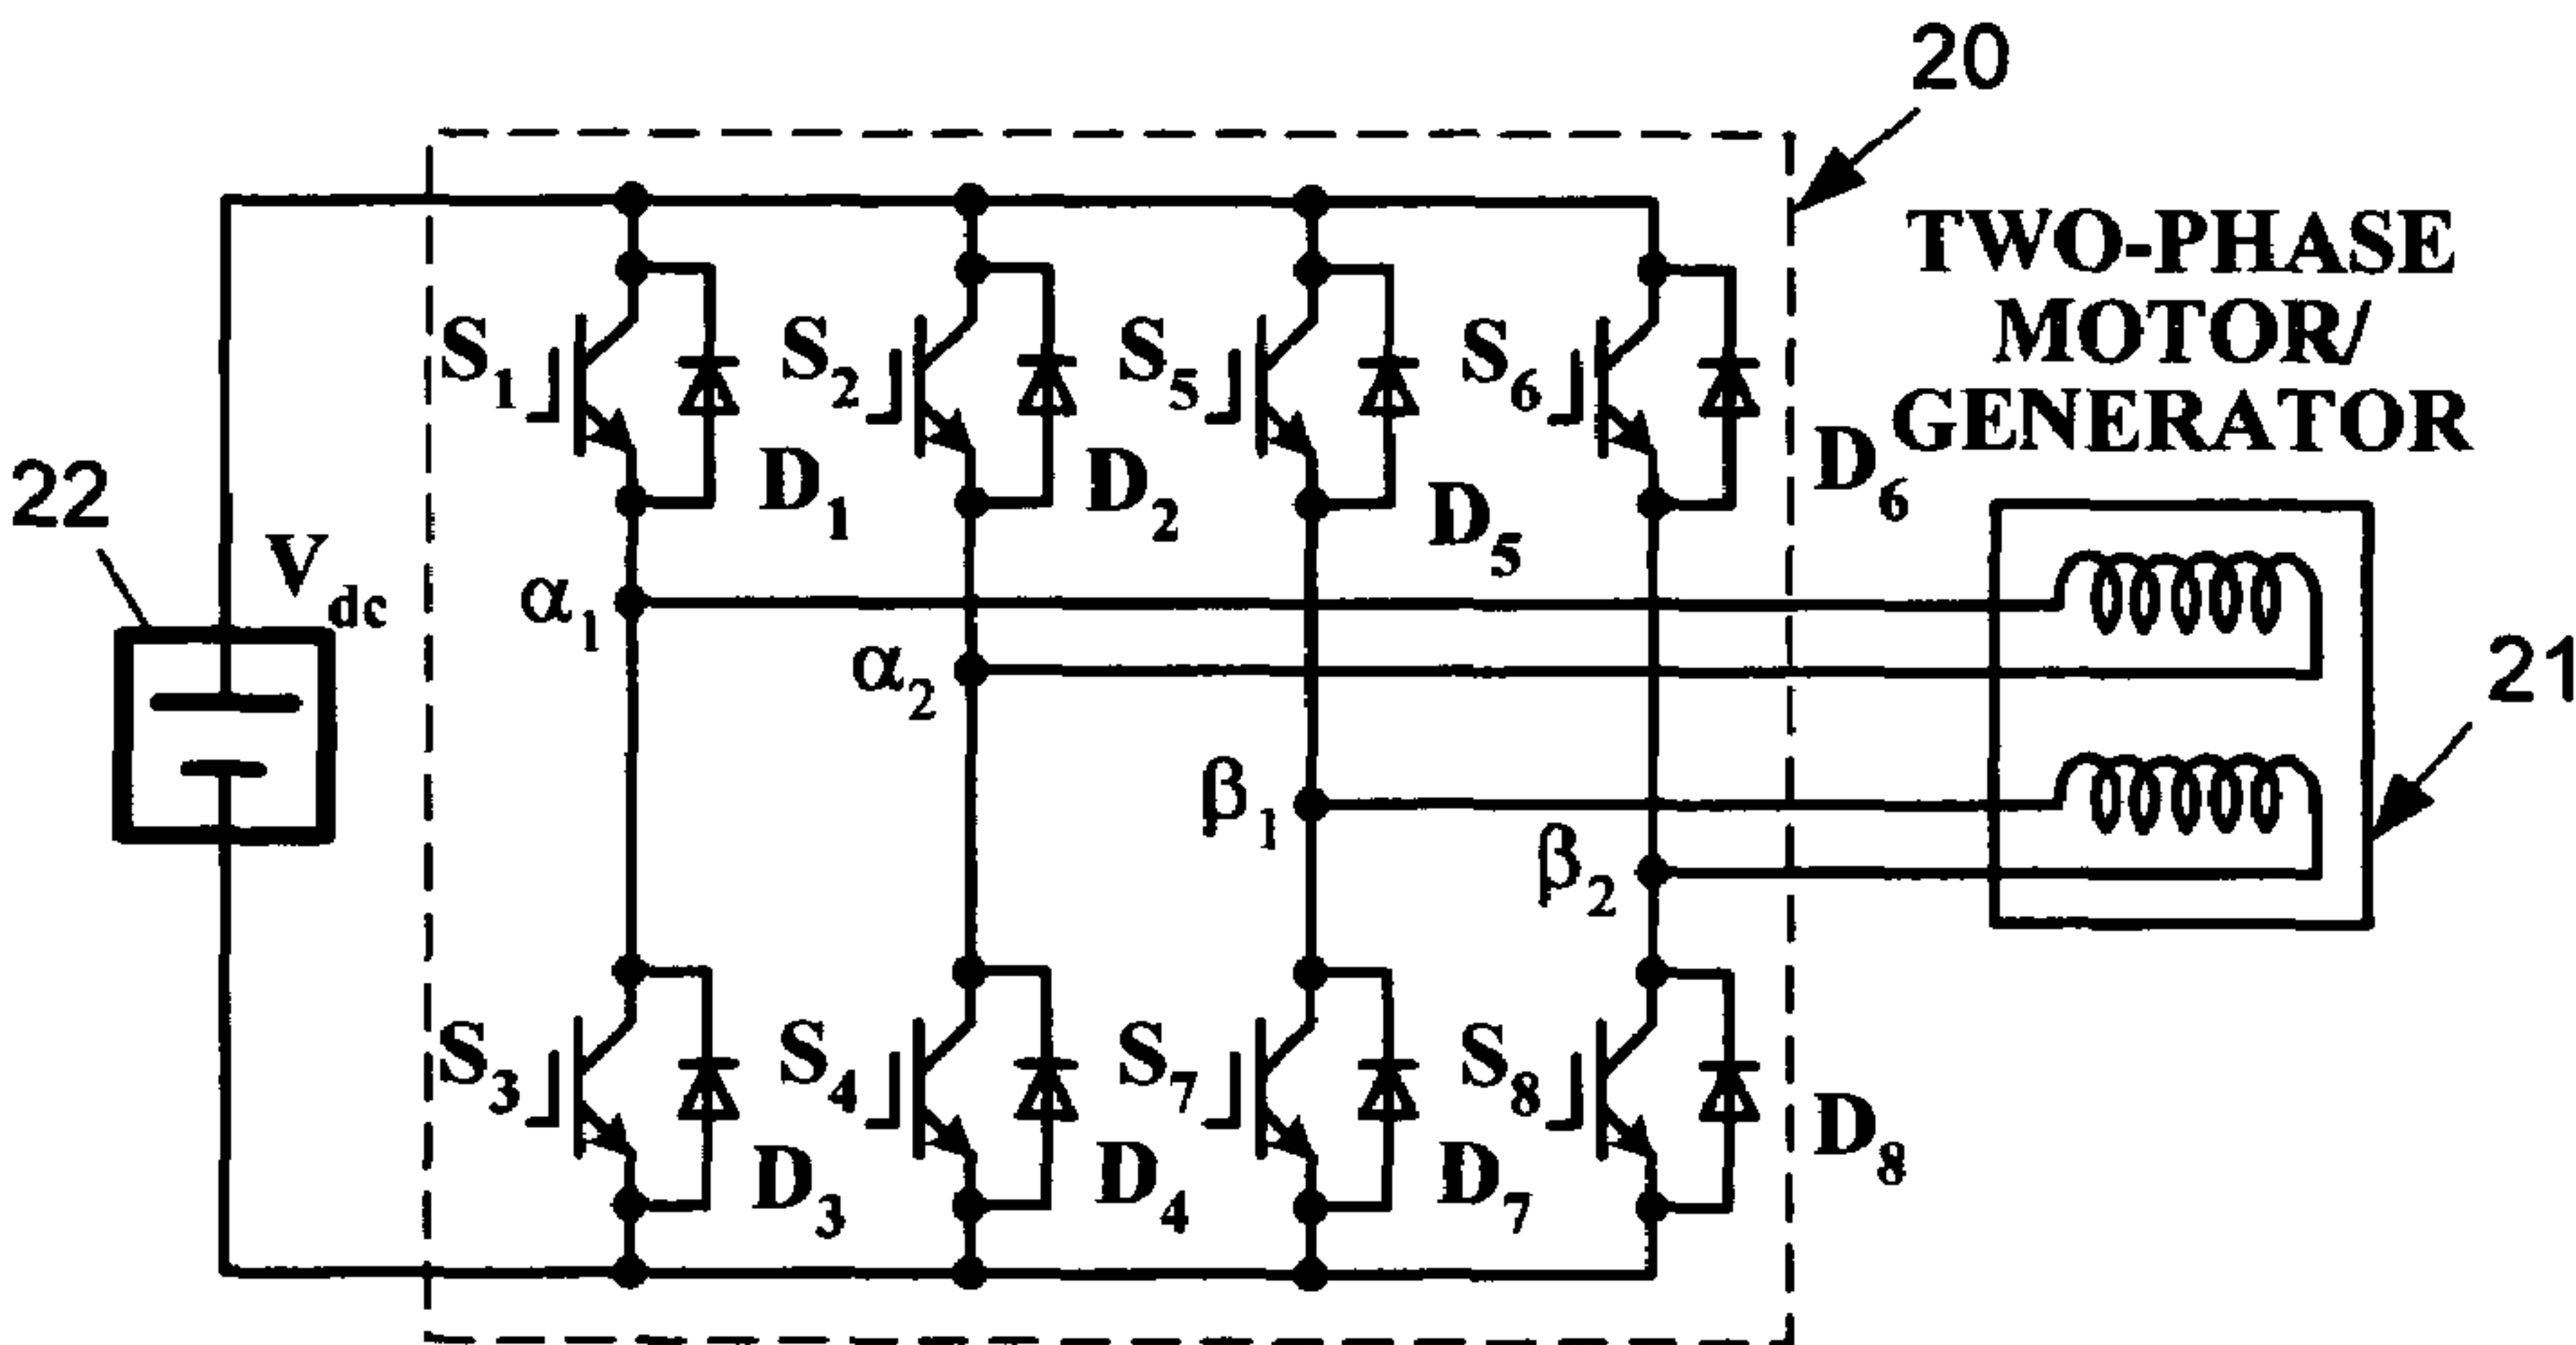 20
TWO-PHASE
MOTOR/
GENERATOR
S₁
S₂
S₅
S₆
D₁
D₂
D₅
D₆
22
V_dc
α₁
α₂
β₁
β₂
21
S₃
S₄
S₇
S₈
D₃
D₄
D₇
D₈